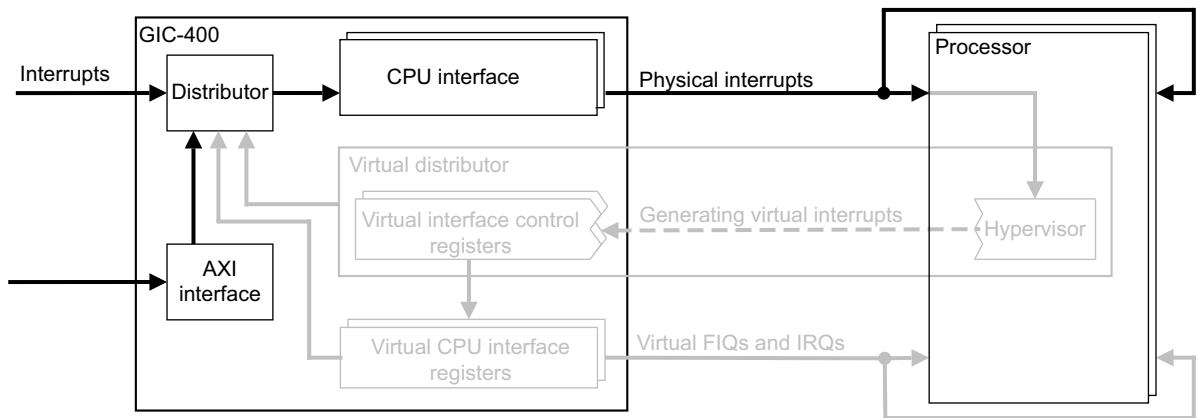 GIC-400
Processor
Interrupts
Distributor
CPU interface
Physical interrupts
Virtual distributor
Virtual interface control
registers
Generating virtual interrupts
Hypervisor
AXI
interface
Virtual CPU interface
registers
Virtual FIQs and IRQs